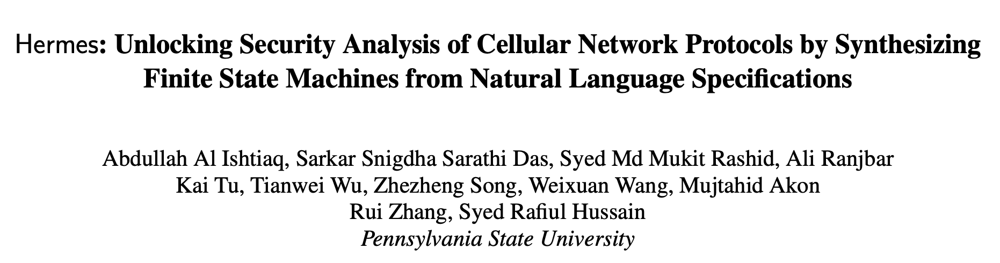 Hermes: Unlocking Security Analysis of Cellular Network Protocols by Synthesizing
Finite State Machines from Natural Language Specifications
Abdullah Al Ishtiaq, Sarkar Snigdha Sarathi Das, Syed Md Mukit Rashid, Ali Ranjbar
Kai Tu, Tianwei Wu, Zhezheng Song, Weixuan Wang, Mujtahid Akon
Rui Zhang, Syed Rafiul Hussain
Pennsylvania State University